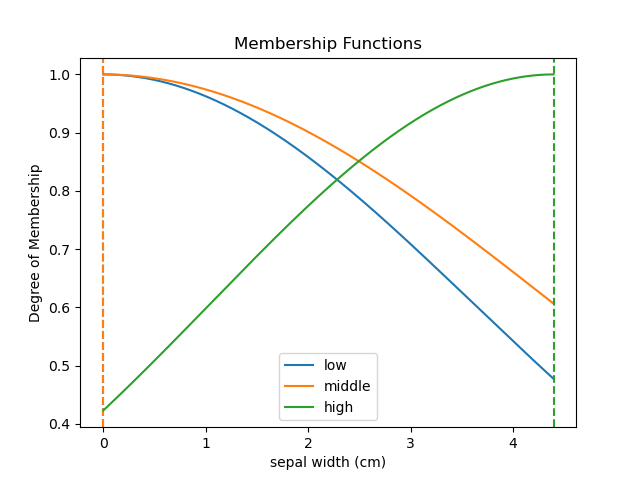 Membership Functions
1.0
0.9
0.8
0.7
0.6
0.5
0.4
Degree of Membership
low
middle
high
0 1 2 3 4
sepal width (cm)